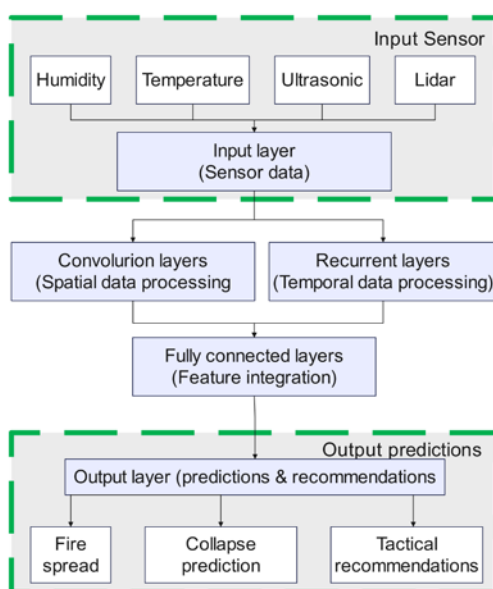 Input Sensor
Humidity
Temperature
Ultrasonic
Lidar
Input layer
(Sensor data)
Convolurion layers
(Spatial data processing
Recurrent layers
(Temporal data processing)
Fully connected layers
(Feature integration)
Output predictions
Output layer (predictions & recommendations
Fire
spread
Collapse
prediction
Tactical
recommendations